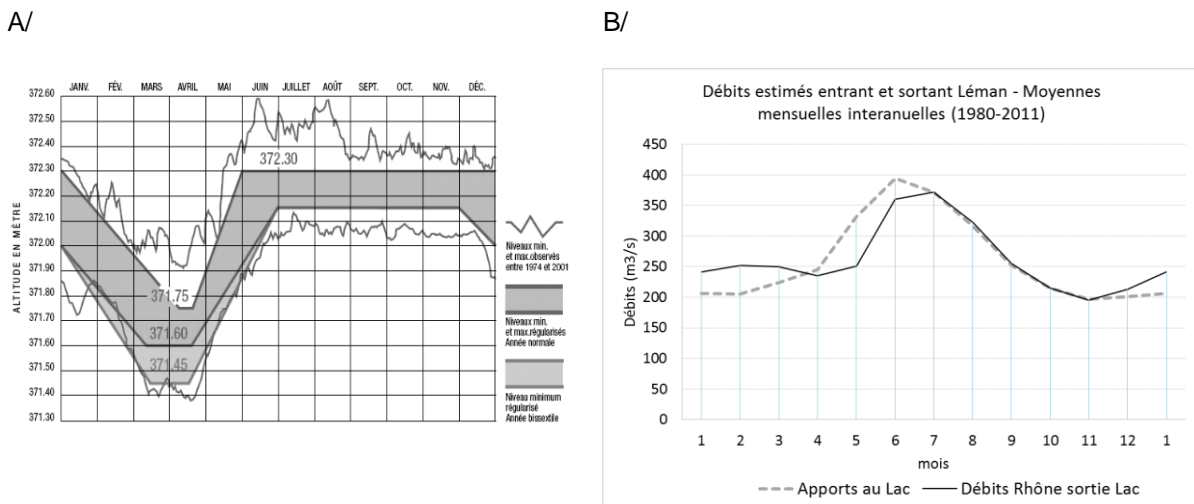 A/
JANV. FÉV. MARS AVRIL MAI JUIN JUILLET AOÛT SEPT. OCT. NOV. DÉC.
ALTITUDE EN MÈTRE
372.60
372.50
372.40
372.30
372.20
372.10
372.00
371.90
371.80
371.70
371.60
371.50
371.40
371.30
372.30
371.75
371.60
371.45
Niveaux min.
et max.observés
entre 1974 et 2001
Niveaux min.
et max.régularisés
Année normale
Niveau minimum
régularisé
Année bissextile
B/
Débits estimés entrant et sortant Léman - Moyennes
mensuelles interanuelles (1980-2011)
Débits (m3/s)
450
400
350
300
250
200
150
100
50
0
1 2 3 4 5 6 7 8 9 10 11 12 1
mois
Apports au Lac Débits Rhône sortie Lac